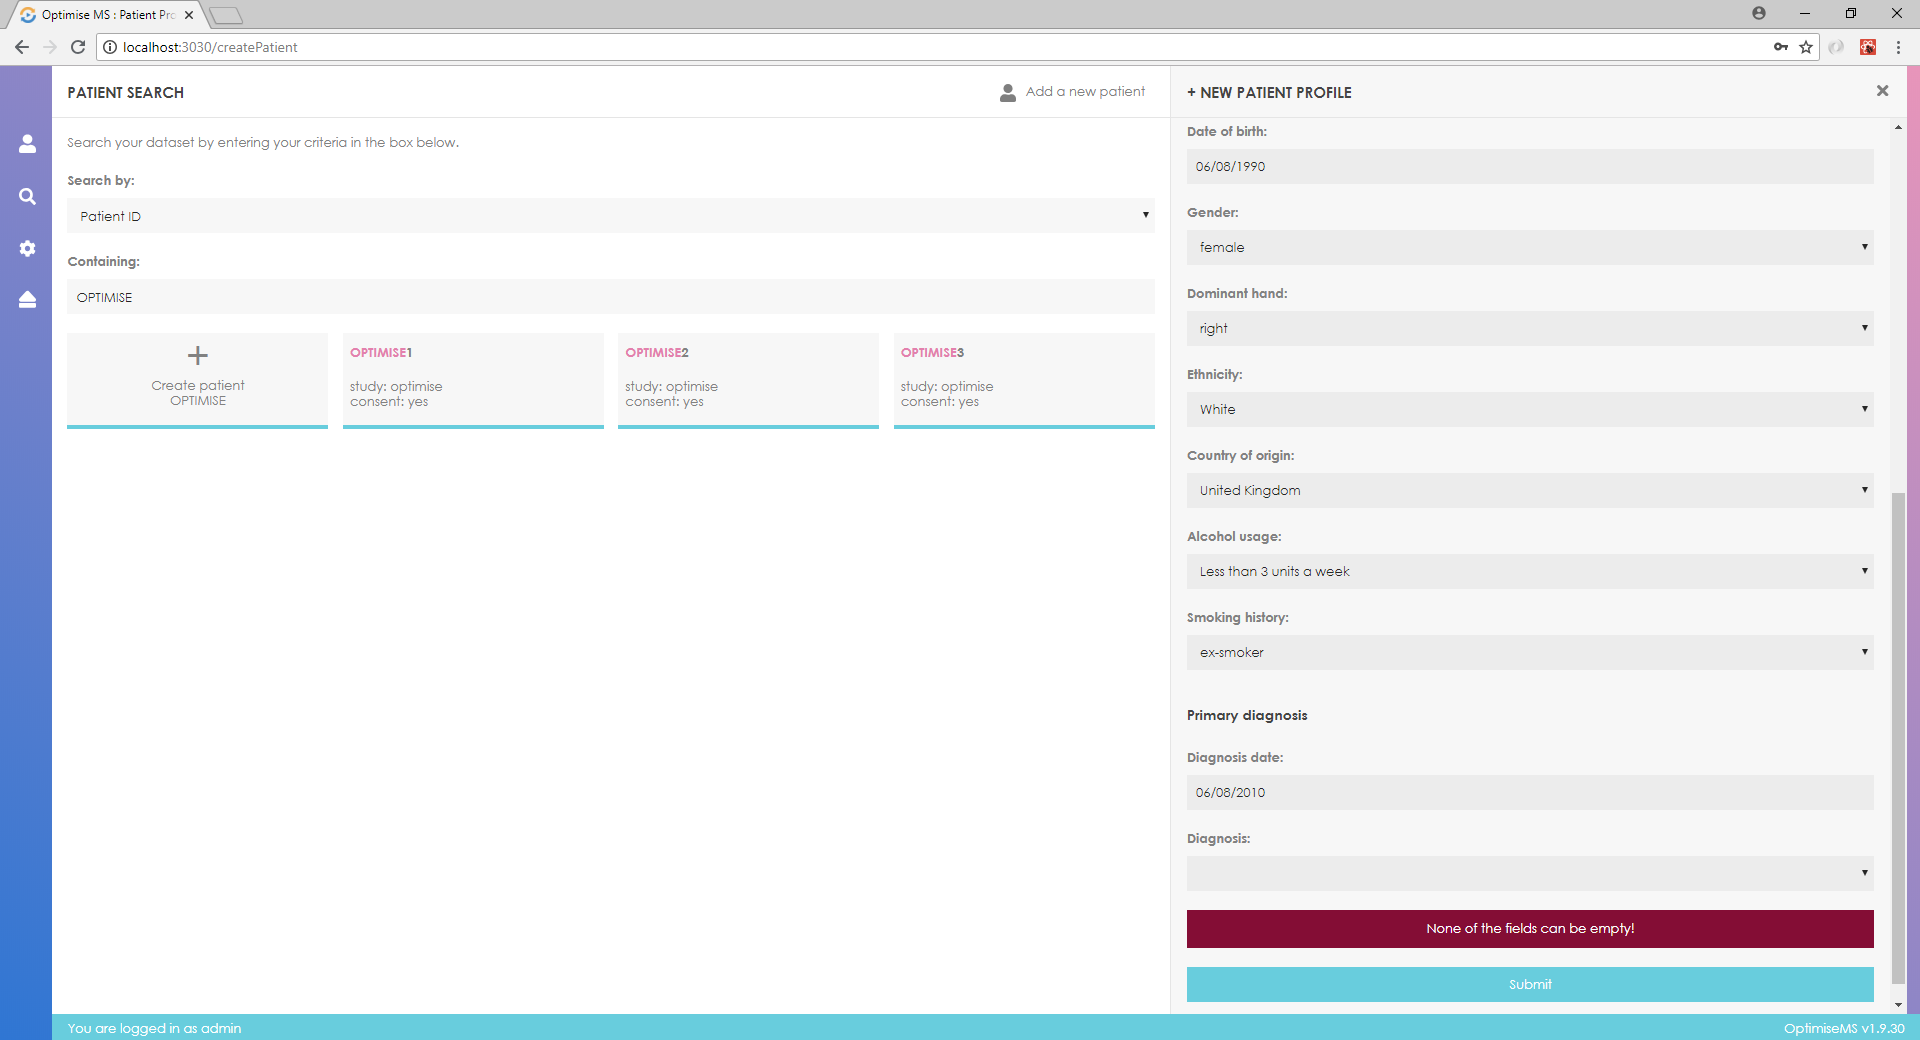 Optimise MS : Patient Pro
localhost:3030/createPatient
PATIENT SEARCH
Add a new patient
Search your dataset by entering your criteria in the box below.
Search by:
Patient ID
Containing:
OPTIMISE
Create patient
OPTIMISE
OPTIMISE1
study: optimise
consent: yes
OPTIMISE2
study: optimise
consent: yes
OPTIMISE3
study: optimise
consent: yes
+ NEW PATIENT PROFILE
Date of birth:
06/08/1990
Gender:
female
Dominant hand:
right
Ethnicity:
White
Country of origin:
United Kingdom
Alcohol usage:
Less than 3 units a week
Smoking history:
ex-smoker
Primary diagnosis
Diagnosis date:
06/08/2010
Diagnosis:
None of the fields can be empty!
Submit
You are logged in as admin
OptimiseMS v1.9.30